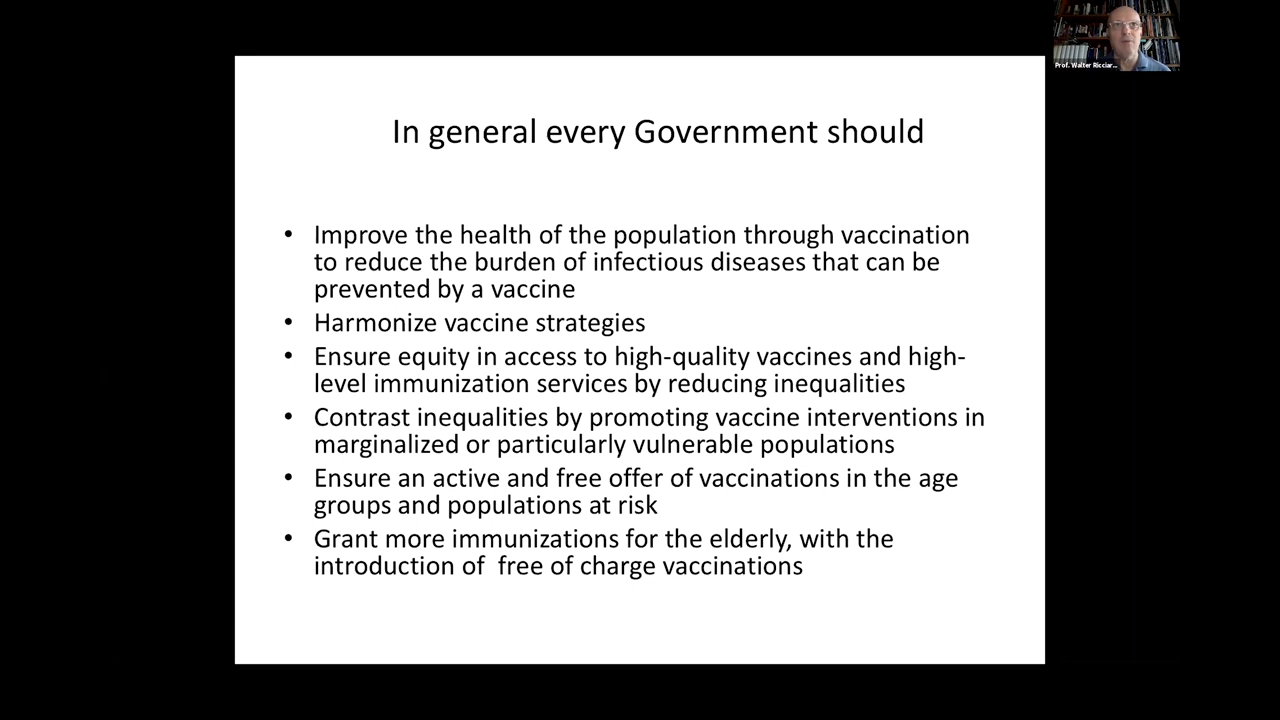 Prof. Walter Ricciar...
In general every Government should
• Improve the health of the population through vaccination
to reduce the burden of infectious diseases that can be
prevented by a vaccine
• Harmonize vaccine strategies
• Ensure equity in access to high-quality vaccines and high-
level immunization services by reducing inequalities
• Contrast inequalities by promoting vaccine interventions in
marginalized or particularly vulnerable populations
• Ensure an active and free offer of vaccinations in the age
groups and populations at risk
• Grant more immunizations for the elderly, with the
introduction of  free of charge vaccinations